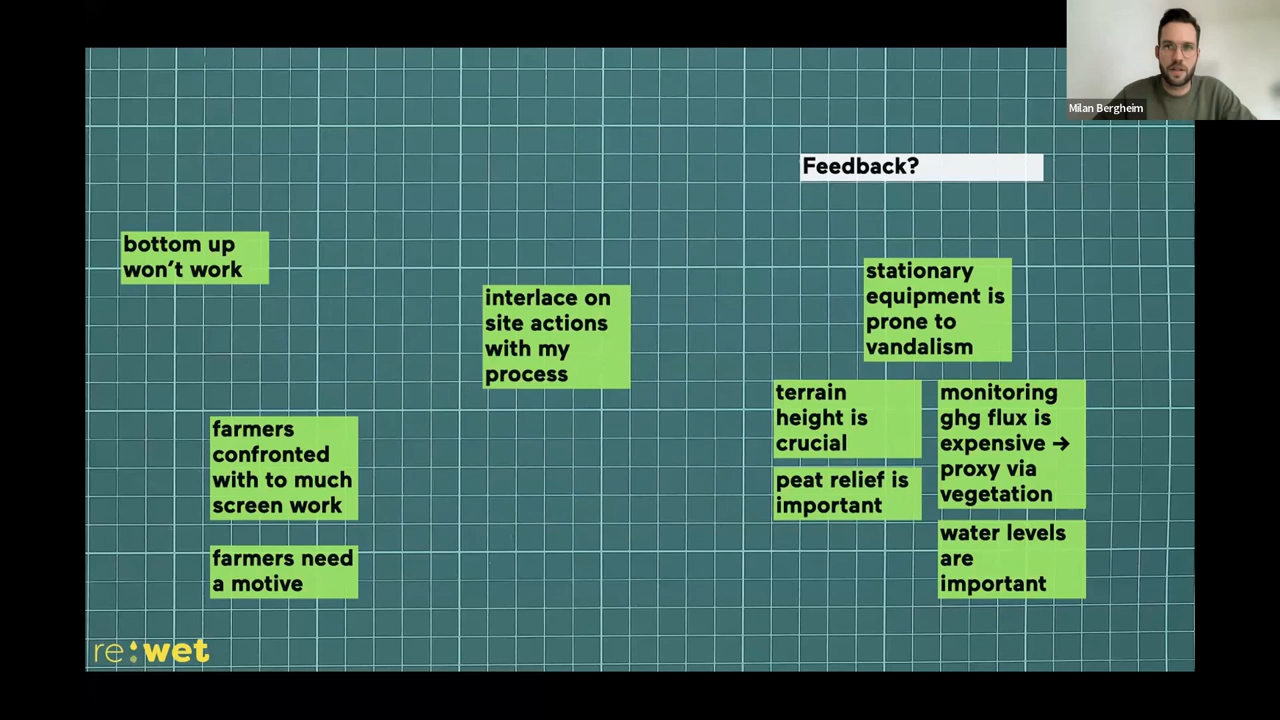 Milan Bergheim
Feedback?
bottom up
won't work
interlace on
site actions
with my
process
stationary
equipment is
prone to
vandalism
farmers
confronted
with to much
screen work
farmers need
a motive
terrain
height is
crucial
peat relief is
important
monitoring
ghg flux is
expensive →
proxy via
vegetation
water levels
are
important
re:wet